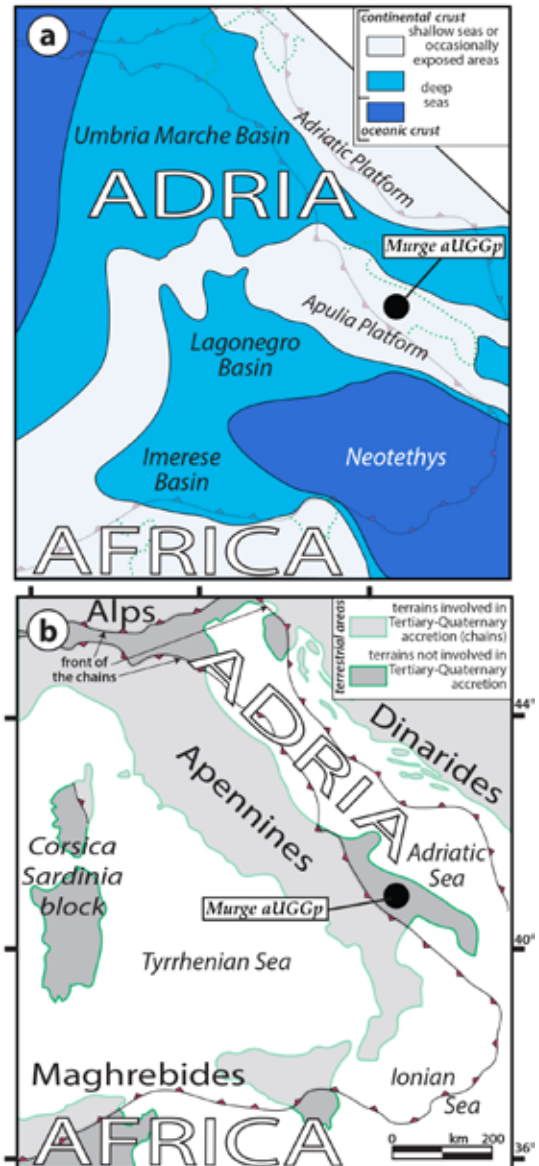 a
continental crust
shallow seas or
occasionally
exposed areas
deep
seas
oceanic crust
Umbria Marche Basin
Adriatic Platform
ADRIA
Murge aUGGp
Apulia Platform
Lagonegro
Basin
Neotethys
Imerese
Basin
AFRICA
b
Alps
front of
the chains
terrestrial areas
terrains involved in
Tertiary-Quaternary
accretion (chains)
terrains not involved in
Tertiary-Quaternary
accretion
44°
ADRIA
Dinarides
Apennines
Corsica
Sardinia
block
Adriatic
Sea
Murge aUGGp
40°
Tyrrhenian Sea
Maghrebides
Ionian
Sea
AFRICA
0 km 200
36°